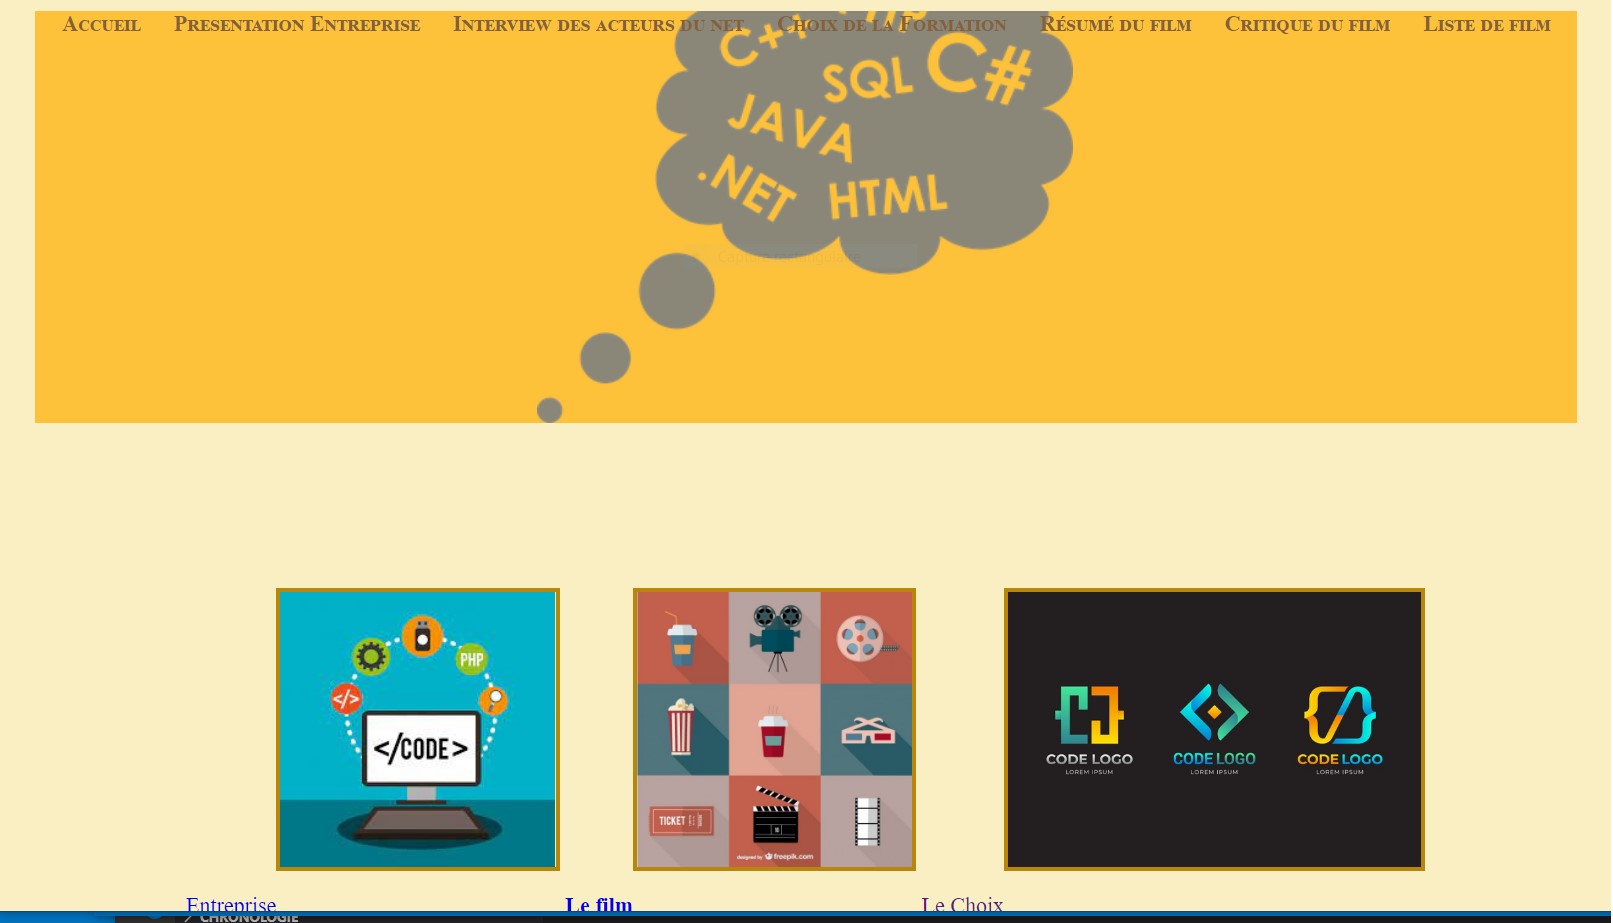 Accueil Presentation Entreprise Interview des acteurs du net Choix de la Formation Résumé du film Critique du film Liste de film
C++
SQL C#
JAVA
.NET HTML
PHP
</>
</CODE>
TICKET
designed by freepik.com
CODE LOGO CODE LOGO CODE LOGO
LOREM IPSUM LOREM IPSUM LOREM IPSUM
Entreprise Le film Le Choix
CHRONOLOGIE